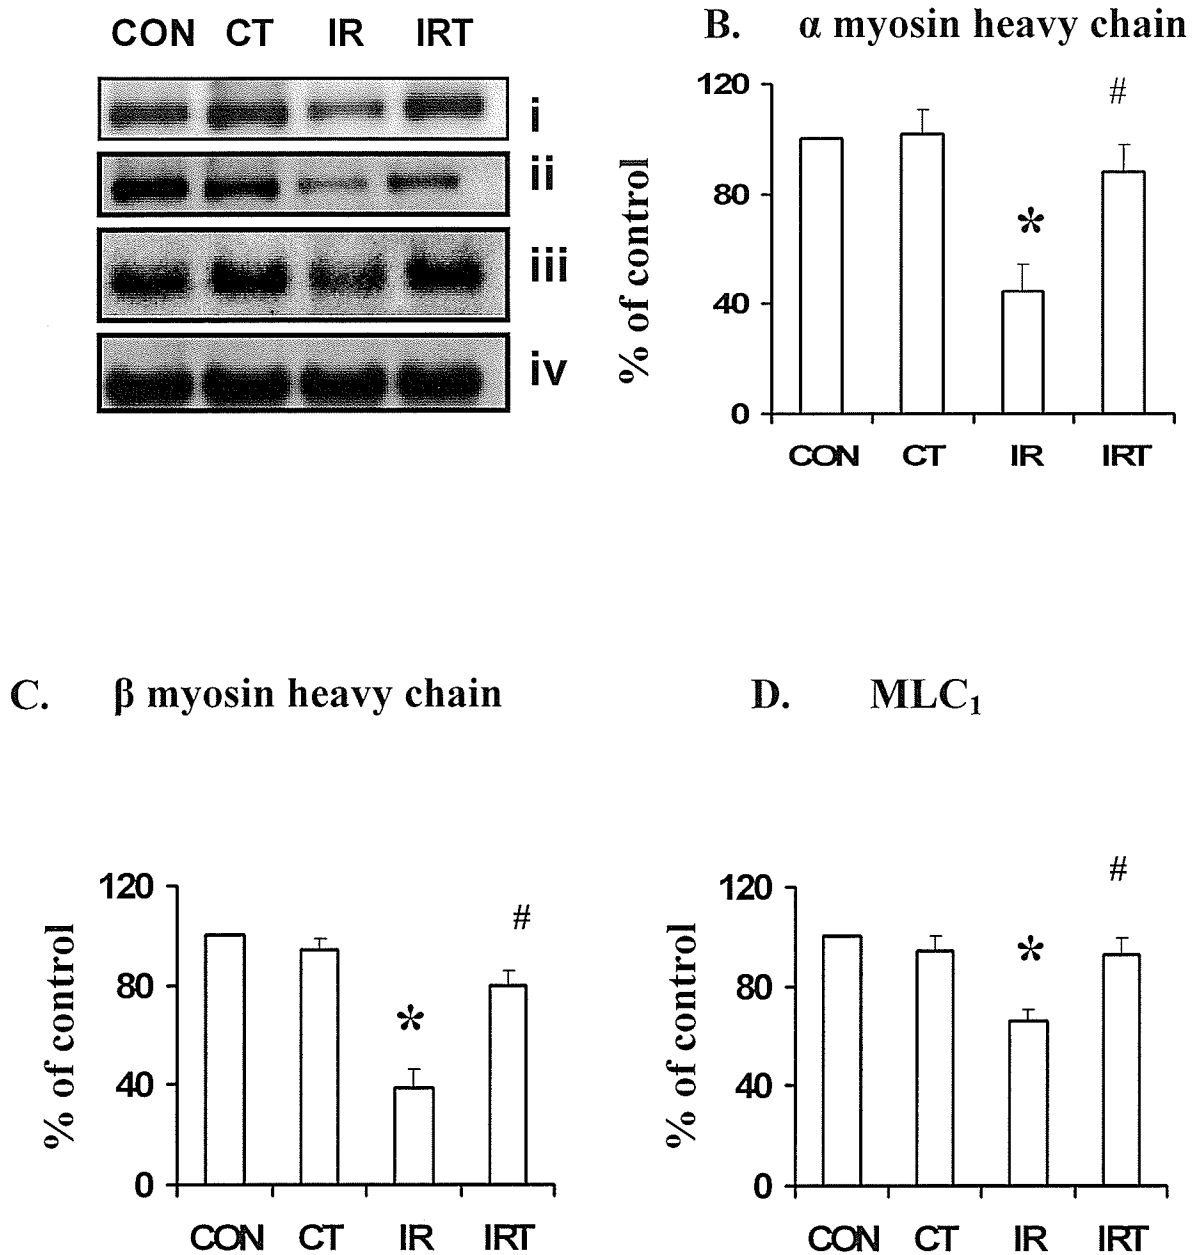 CON CT IR IRT
i
ii
iii
iv
B. α myosin heavy chain
% of control
120
80
40
0
#
*
CON CT IR IRT
C. β myosin heavy chain
% of control
120
80
40
0
#
*
CON CT IR IRT
D. MLC₁
% of control
120
80
40
0
#
*
CON CT IR IRT